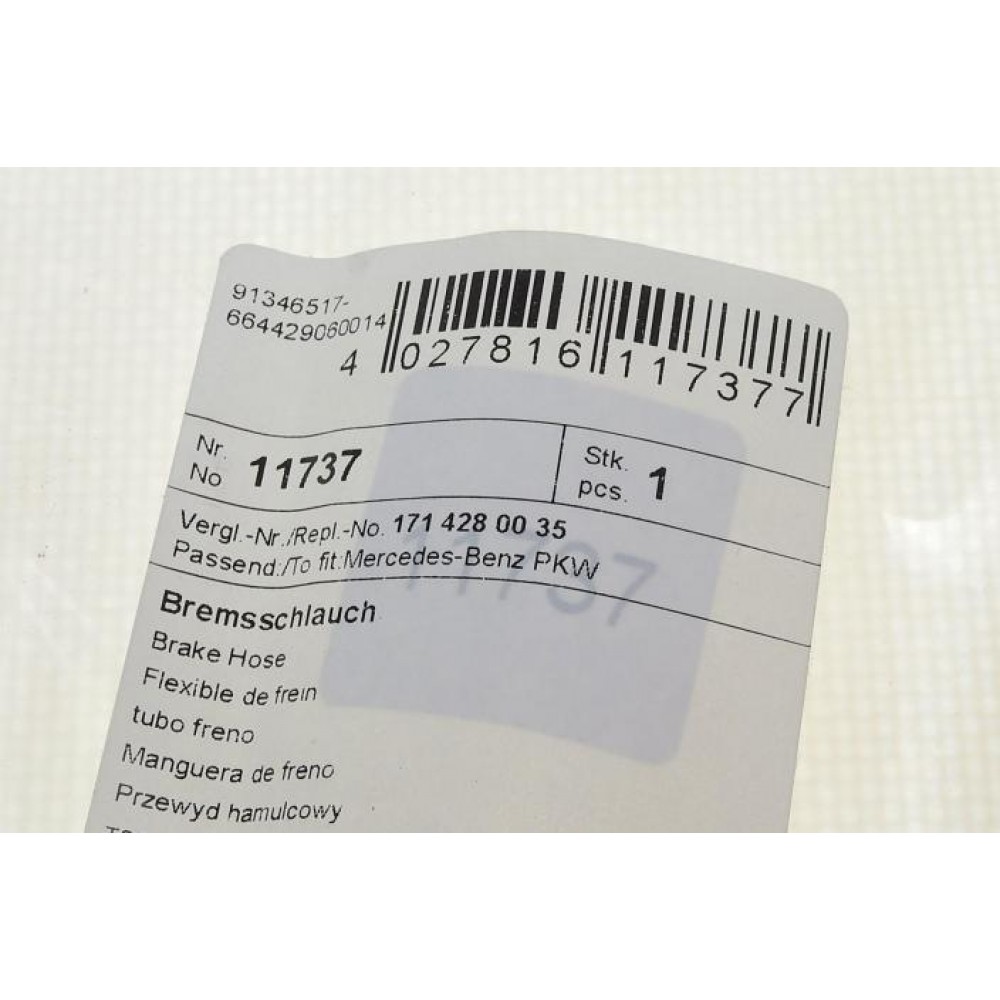 91346517-
664429060014
4 027816 117377
Nr.
No 11737
Stk.
pcs. 1
Vergl.-Nr./Repl.-No. 171 428 00 35
Passend:/To fit:Mercedes-Benz PKW
11737
Bremsschlauch
Brake Hose
Flexible de frein
tubo freno
Manguera de freno
Przewyd hamulcowy